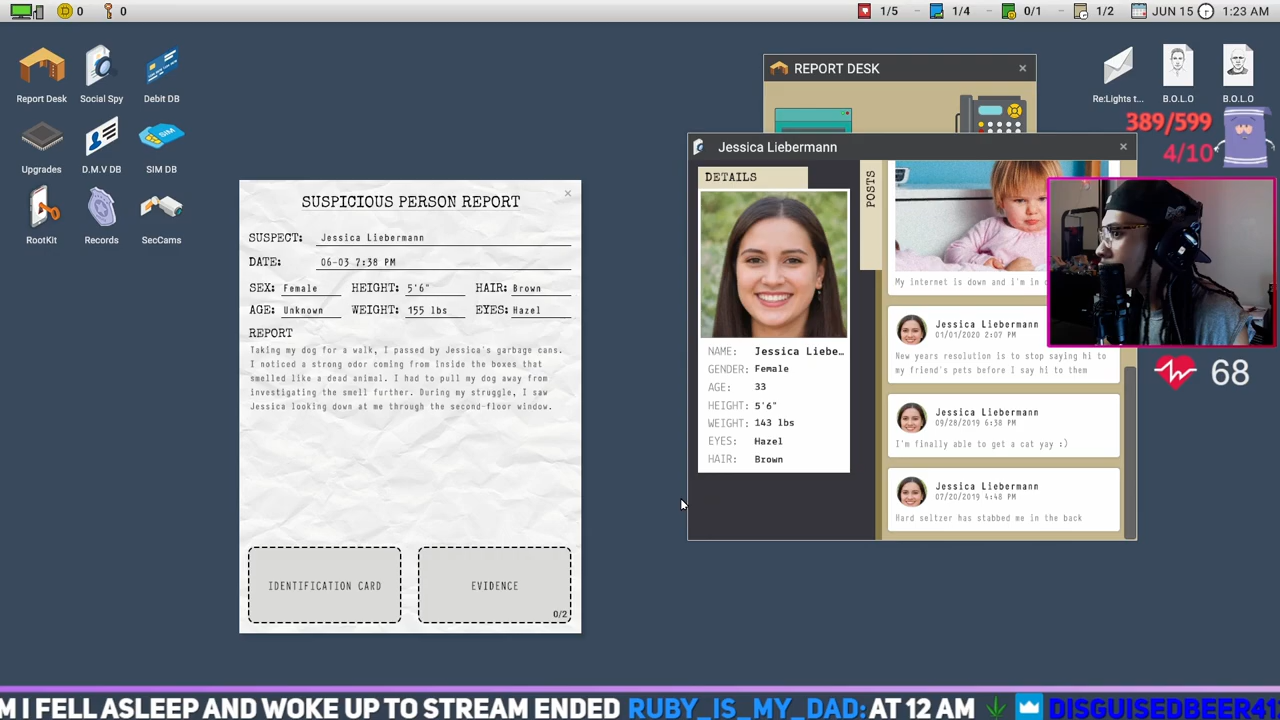 0
0
1/5
1/4
0/1
1/2
JUN 15
1:23 AM
Report Desk
Social Spy
Debit DB
Upgrades
D.M.V DB
SIM DB
RootKit
Records
SecCams
Re:Lights t...
B.O.L.O
B.O.L.O
389/599
4/10
68
REPORT DESK
SUSPICIOUS PERSON REPORT
SUSPECT: Jessica Liebermann
DATE: 06-03 7:38 PM
SEX: Female HEIGHT: 5'6" HAIR: Brown
AGE: Unknown WEIGHT: 155 lbs EYES: Hazel
REPORT
Taking my dog for a walk, I passed by Jessica's garbage cans.
I noticed a strong odor coming from inside the boxes that
smelled like a dead animal. I had to pull my dog away from
investigating the smell further. During my struggle, I saw
Jessica looking down at me through the second-floor window.
IDENTIFICATION CARD
EVIDENCE
0/2
Jessica Liebermann
DETAILS
NAME: Jessica Liebe...
GENDER: Female
AGE: 33
HEIGHT: 5'6"
WEIGHT: 143 lbs
EYES: Hazel
HAIR: Brown
POSTS
My internet is down and i'm in
Jessica Liebermann
01/01/2020 2:07 PM
New years resolution is to stop saying hi to
my friend's pets before I say hi to them
Jessica Liebermann
09/28/2019 6:38 PM
I'm finally able to get a cat yay :)
Jessica Liebermann
07/20/2019 4:48 PM
Hard seltzer has stabbed me in the back
M I FELL ASLEEP AND WOKE UP TO STREAM ENDED RUBY_IS_MY_DAD: AT 12 AM DISGUISEDBEER41